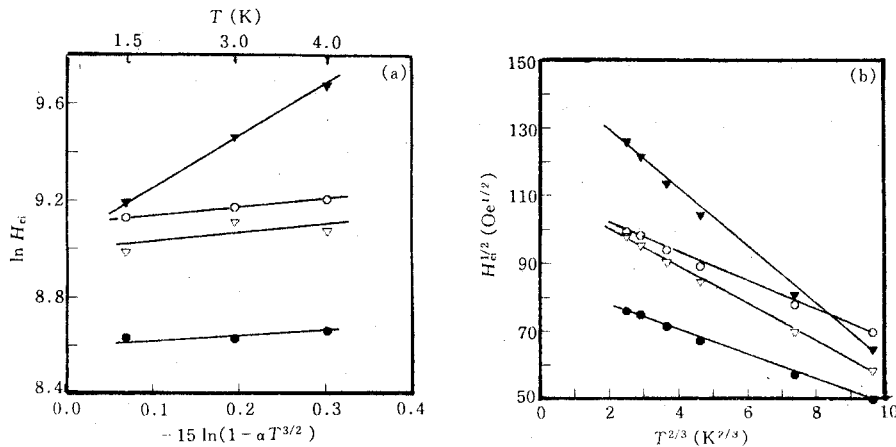 T (K)
1.5 3.0 4.0
(a)
9.6
9.2
8.8
8.4
ln H_ci
0.0 0.1 0.2 0.3 0.4
-15 ln(1-αT^{3/2})
(b)
150
130
110
90
70
50
H_ci^{1/2} (Oe^{1/2})
0 2 4 6 8 10
T^{2/3} (K^{2/3})